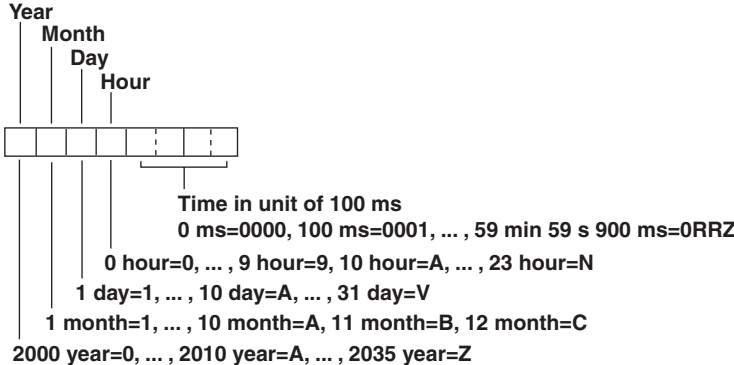 Year
Month
Day
Hour
Time in unit of 100 ms
0 ms=0000, 100 ms=0001, ... , 59 min 59 s 900 ms=0RRZ
0 hour=0, ... , 9 hour=9, 10 hour=A, ... , 23 hour=N
1 day=1, ... , 10 day=A, ... , 31 day=V
1 month=1, ... , 10 month=A, 11 month=B, 12 month=C
2000 year=0, ... , 2010 year=A, ... , 2035 year=Z